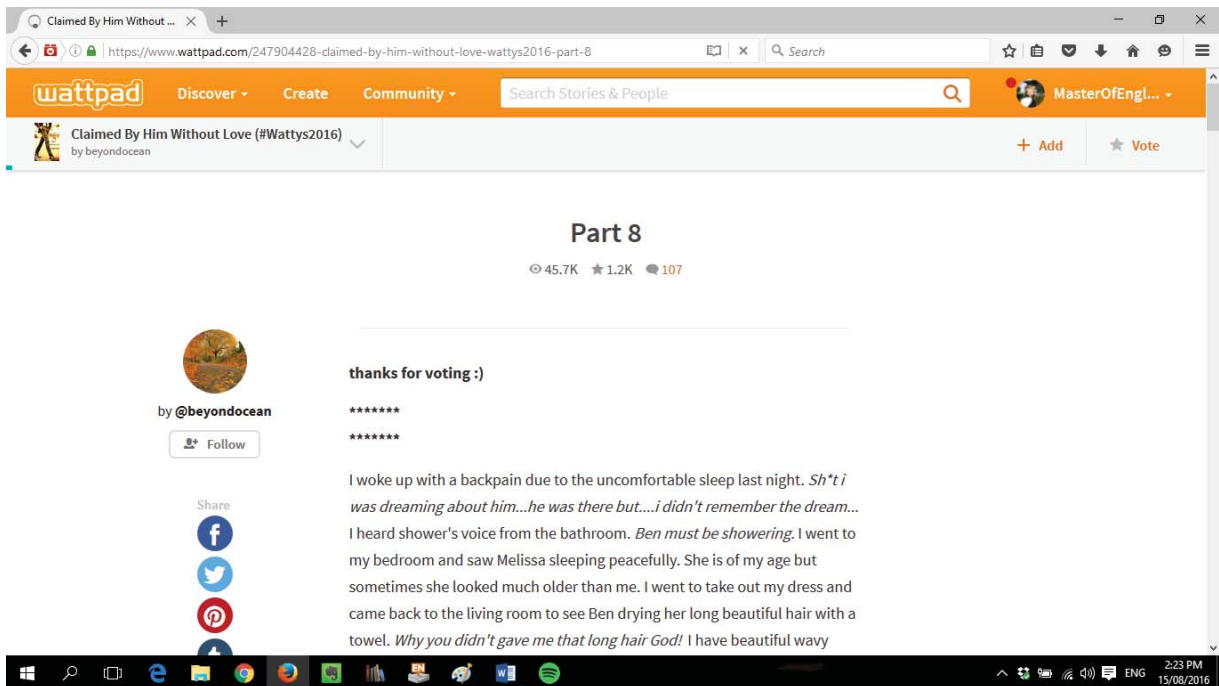 Claimed By Him Without ...
https://www.wattpad.com/247904428-claimed-by-him-without-love-wattys2016-part-8
Search
wattpad
Discover
Create
Community
Search Stories & People
MasterOfEngl...
Claimed By Him Without Love (#Wattys2016)
by beyondocean
+ Add
Vote
Part 8
45.7K 1.2K 107
thanks for voting :)
by @beyondocean
*******
Follow
*******
I woke up with a backpain due to the uncomfortable sleep last night. Sh*t i
Share
was dreaming about him...he was there but....i didn't remember the dream...
I heard shower's voice from the bathroom. Ben must be showering. I went to
my bedroom and saw Melissa sleeping peacefully. She is of my age but
sometimes she looked much older than me. I went to take out my dress and
came back to the living room to see Ben drying her long beautiful hair with a
towel. Why you didn't gave me that long hair God! I have beautiful wavy
ENG
2:23 PM
15/08/2016